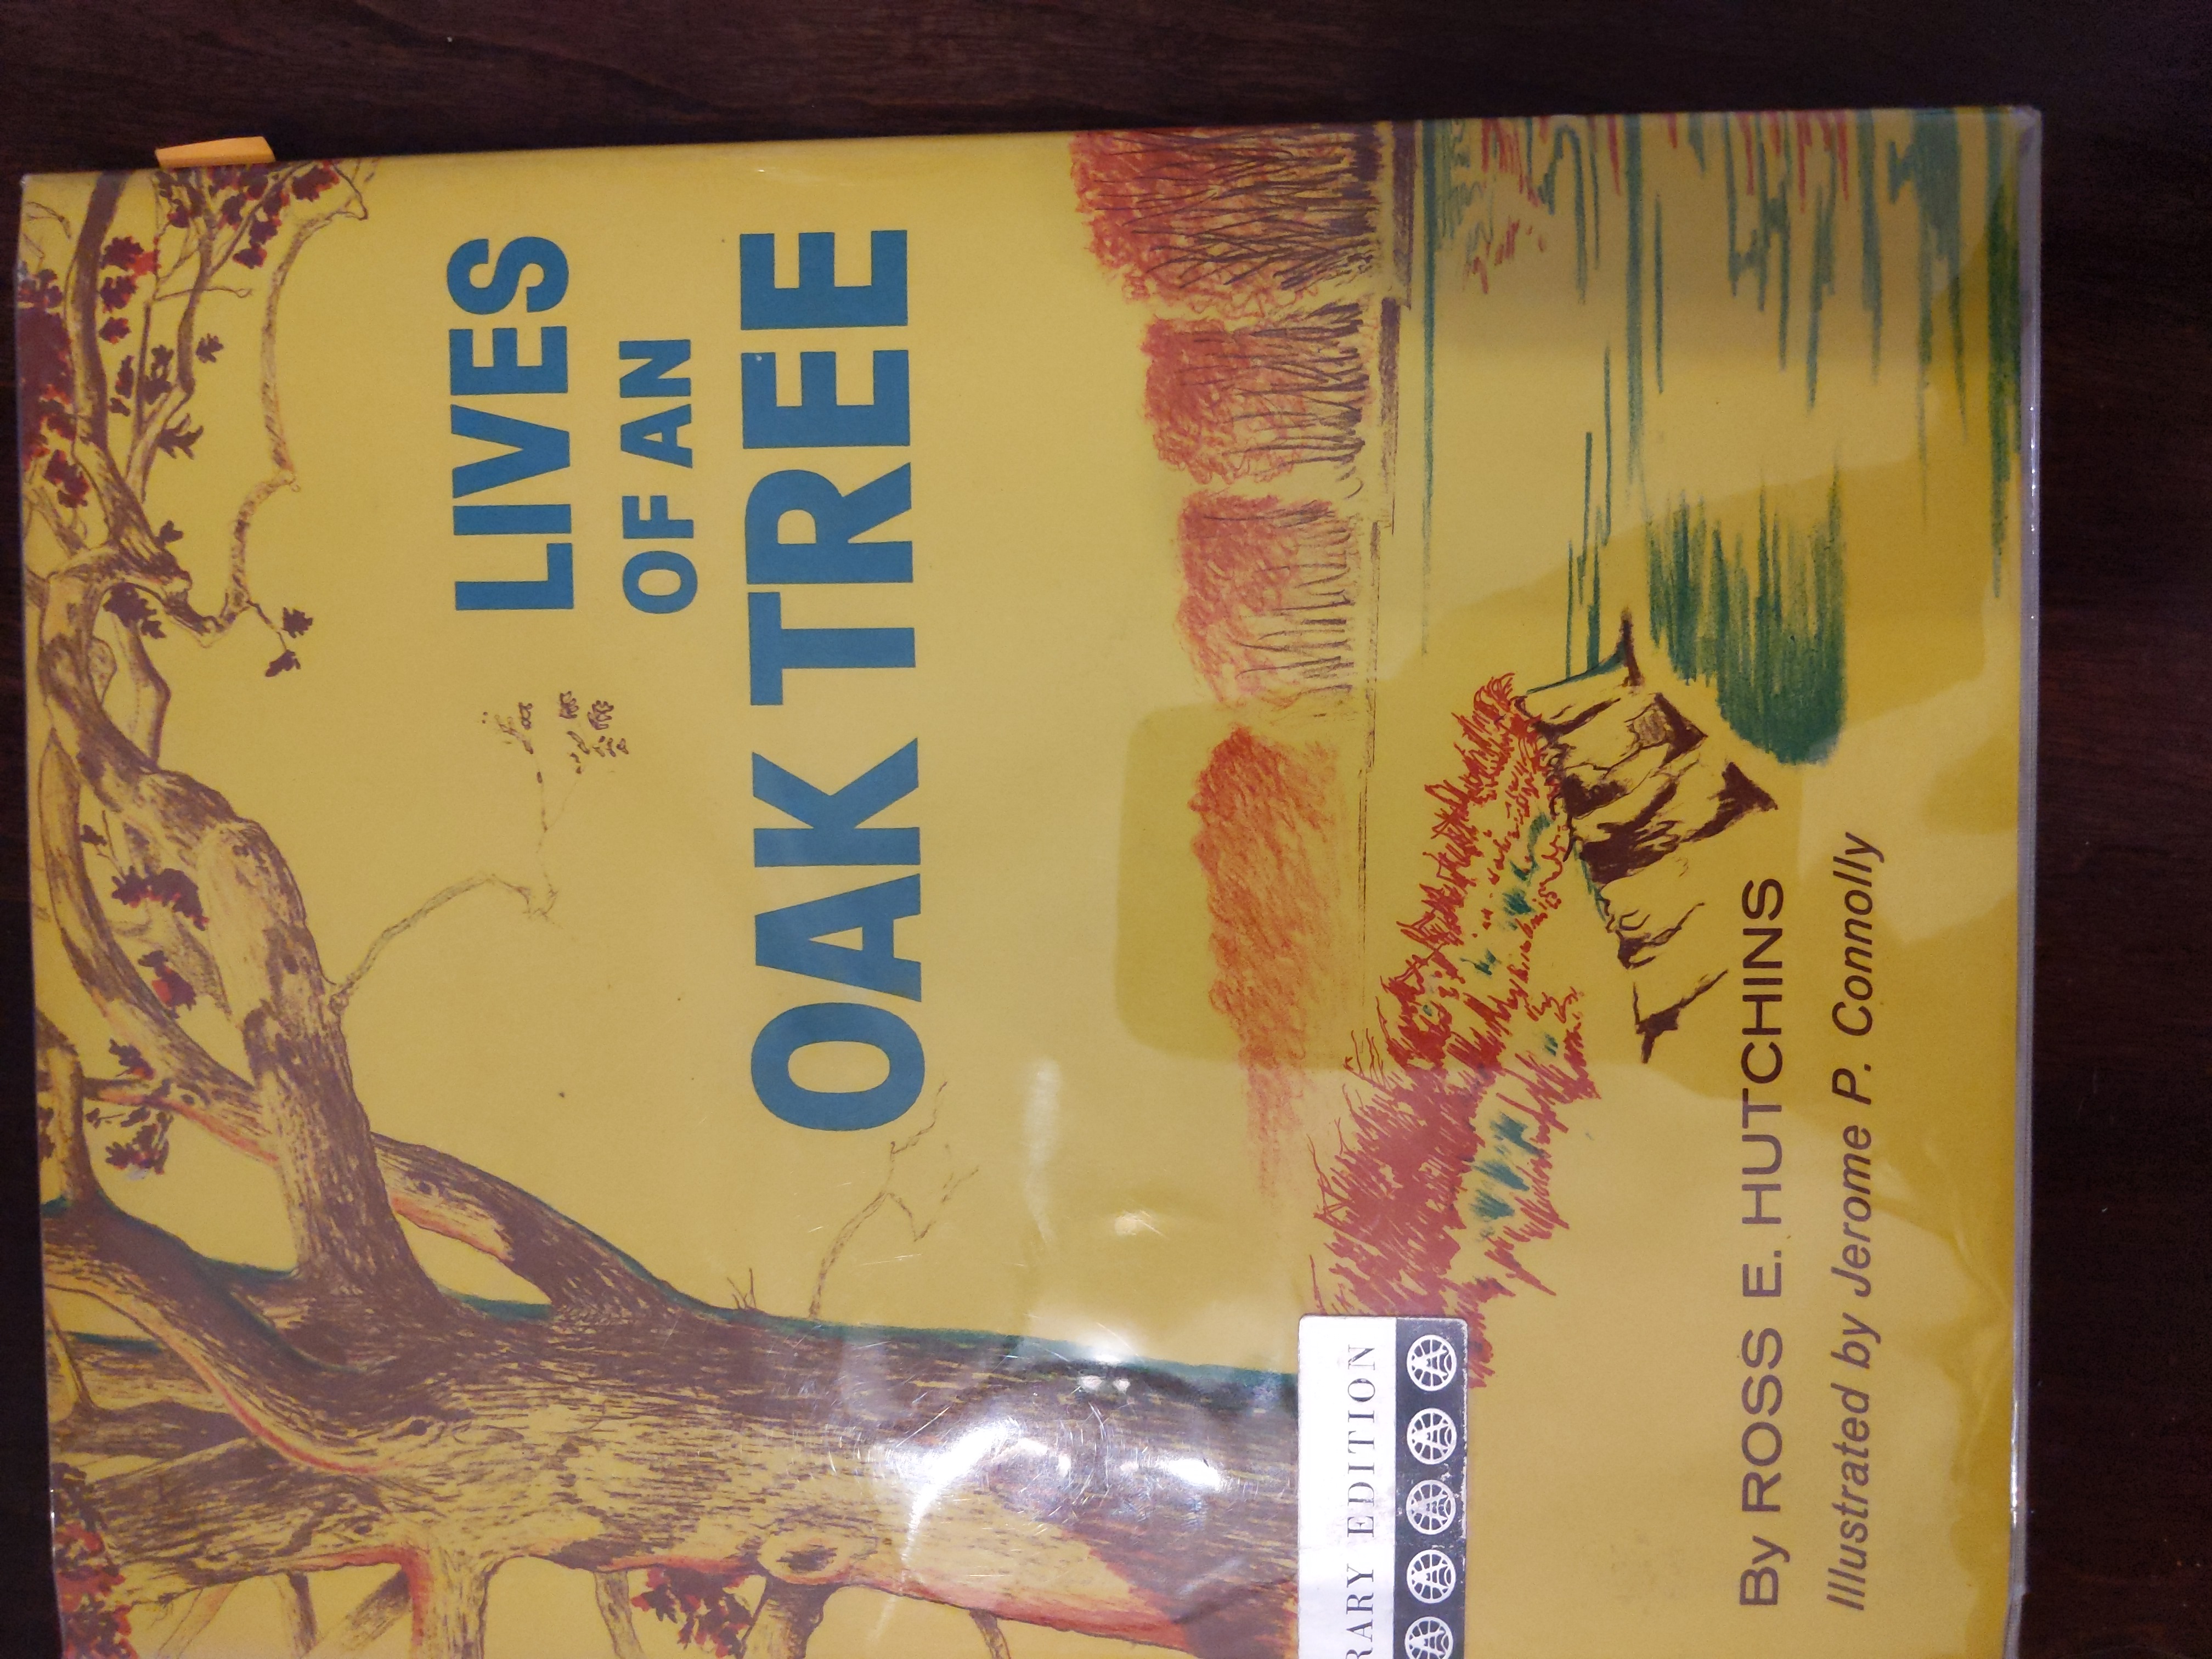 LIVES
OF AN
OAK TREE
RARY EDITION
By ROSS E. HUTCHINS
Illustrated by Jerome P. Connolly